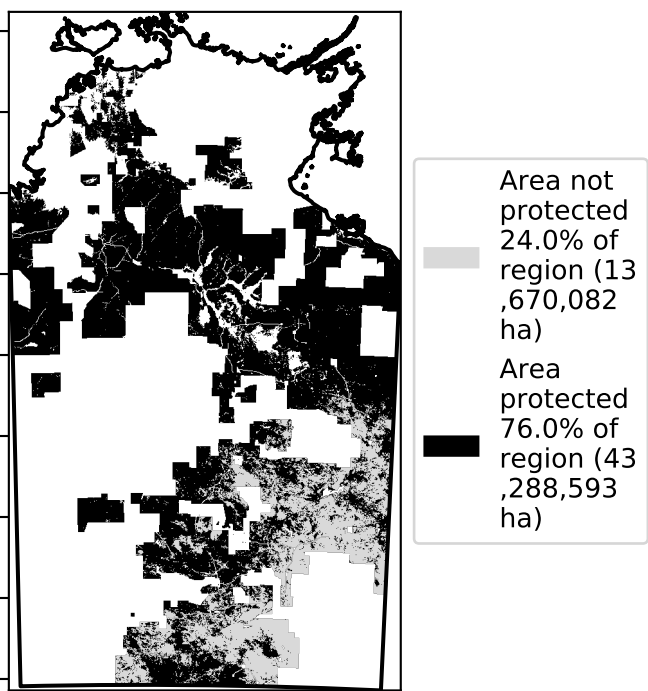 Area not
protected
24.0% of
region (13
,670,082
ha)
Area
protected
76.0% of
region (43
,288,593
ha)